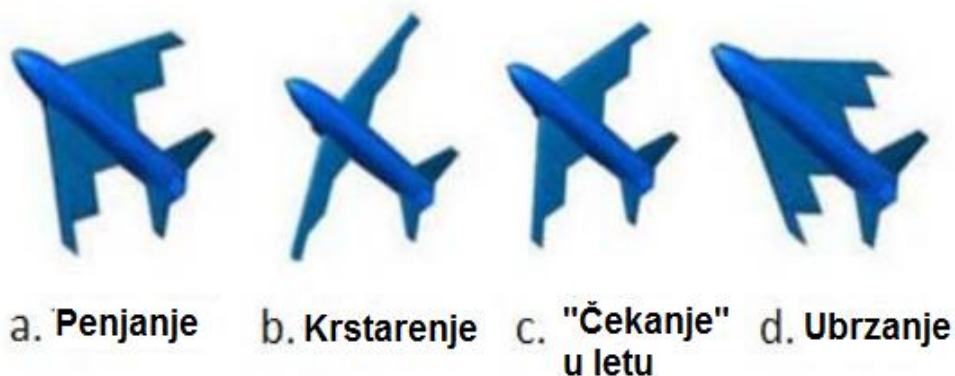 a. Penjanje
b. Krstarenje
c. "Čekanje"
u letu
d. Ubrzanje